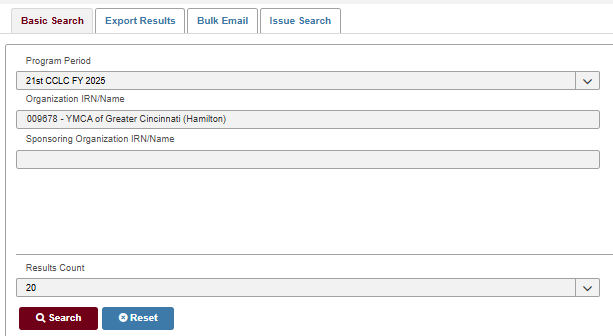 Basic Search Export Results Bulk Email Issue Search
Program Period
21st CCLC FY 2025
Organization IRN/Name
009678 - YMCA of Greater Cincinnati (Hamilton)
Sponsoring Organization IRN/Name
Results Count
20
Search Reset